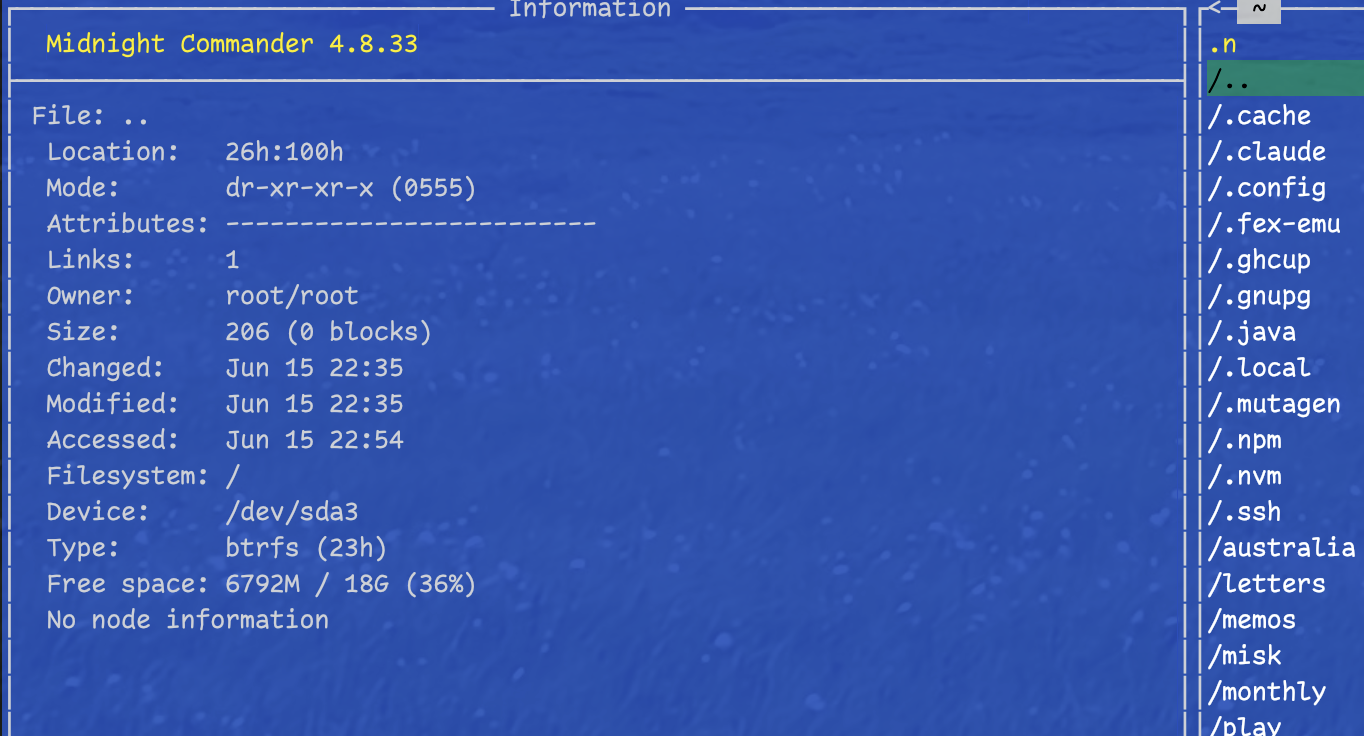 Information
Midnight Commander 4.8.33
File: ..
Location: 26h:100h
Mode: dr-xr-xr-x (0555)
Attributes: -------------------------
Links: 1
Owner: root/root
Size: 206 (0 blocks)
Changed: Jun 15 22:35
Modified: Jun 15 22:35
Accessed: Jun 15 22:54
Filesystem: /
Device: /dev/sda3
Type: btrfs (23h)
Free space: 6792M / 18G (36%)
No node information
<- ~
.n
/..
/.cache
/.claude
/.config
/.fex-emu
/.ghcup
/.gnupg
/.java
/.local
/.mutagen
/.npm
/.nvm
/.ssh
/australia
/letters
/memos
/misk
/monthly
/play